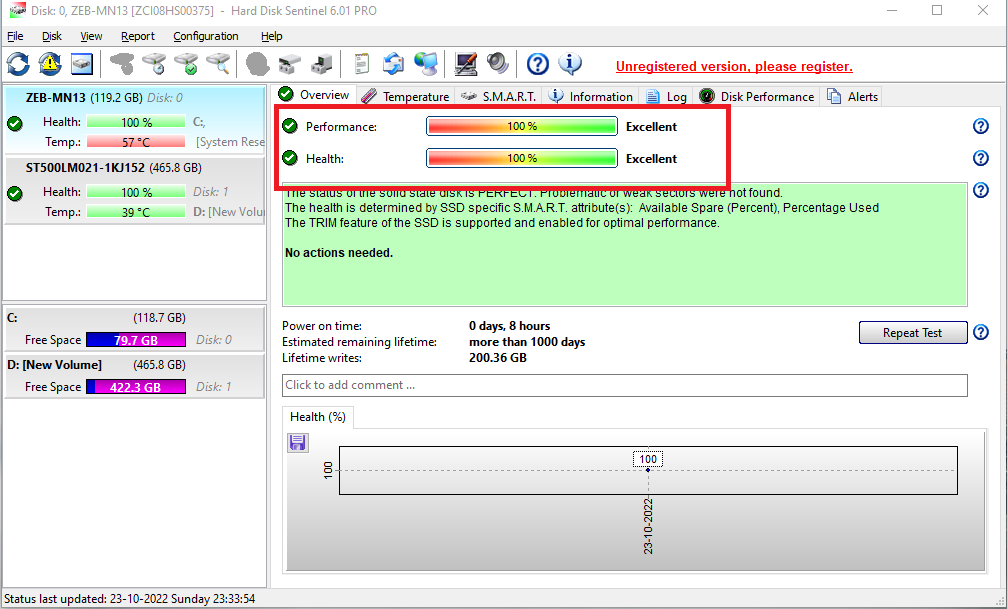 Disk: 0, ZEB-MN13 [ZCI08HS00375] - Hard Disk Sentinel 6.01 PRO
File Disk View Report Configuration Help
Unregistered version, please register.
ZEB-MN13 (119.2 GB) Disk: 0
Health: 100 % C:,
Temp.: 57 °C [System Rese
ST500LM021-1KJ152 (465.8 GB)
Health: 100 % Disk: 1
Temp.: 39 °C D: [New Volu
C: (118.7 GB)
Free Space 79.7 GB Disk: 0
D: [New Volume] (465.8 GB)
Free Space 422.3 GB Disk: 1
Overview Temperature S.M.A.R.T. Information Log Disk Performance Alerts
Performance: 100 % Excellent
Health: 100 % Excellent
The status of the solid state disk is PERFECT. Problematic or weak sectors were not found.
The health is determined by SSD specific S.M.A.R.T. attribute(s): Available Spare (Percent), Percentage Used
The TRIM feature of the SSD is supported and enabled for optimal performance.
No actions needed.
Power on time: 0 days, 8 hours
Estimated remaining lifetime: more than 1000 days
Lifetime writes: 200.36 GB
Repeat Test
Click to add comment ...
Health (%)
100
100
23-10-2022
Status last updated: 23-10-2022 Sunday 23:33:54